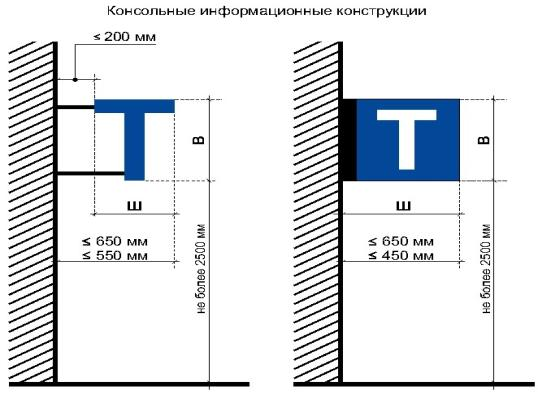 Консольные информационные конструкции
≤ 200 мм
Т
В
Ш
≤ 650 мм
≤ 550 мм
не более 2500 мм
Т
В
Ш
≤ 650 мм
≤ 450 мм
не более 2500 мм